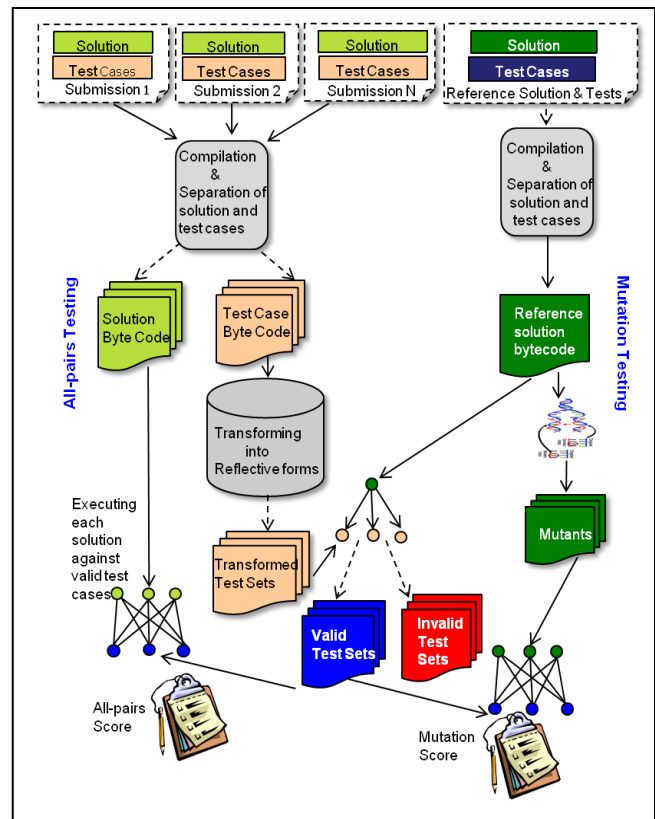 Solution
Test Cases
Submission 1
Solution
Test Cases
Submission 2
Solution
Test Cases
Submission N
Solution
Test Cases
Reference Solution & Tests
Compilation
&
Separation of
solution and
test cases
Compilation
&
Separation of
solution and
test cases
All-pairs Testing
Mutation Testing
Solution
Byte Code
Test Case
Byte Code
Reference
solution
bytecode
Transforming
into
Reflective forms
Executing
each
solution
against
valid test
cases
Transformed
Test Sets
Mutants
Valid
Test Sets
Invalid
Test
Sets
All-pairs
Score
Mutation
Score